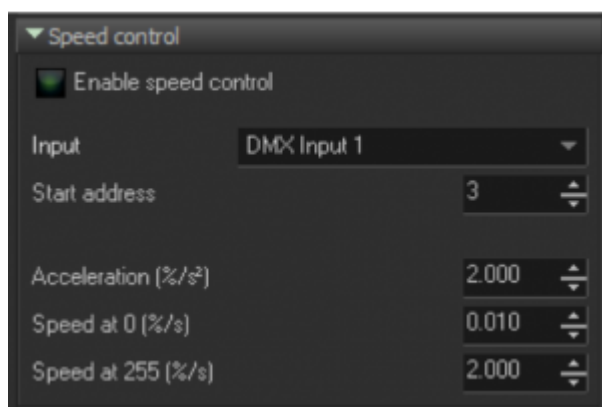 Speed control
Enable speed control
Input DMX Input 1
Start address 3
Acceleration (%/s²) 2.000
Speed at 0 (%/s) 0.010
Speed at 255 (%/s) 2.000